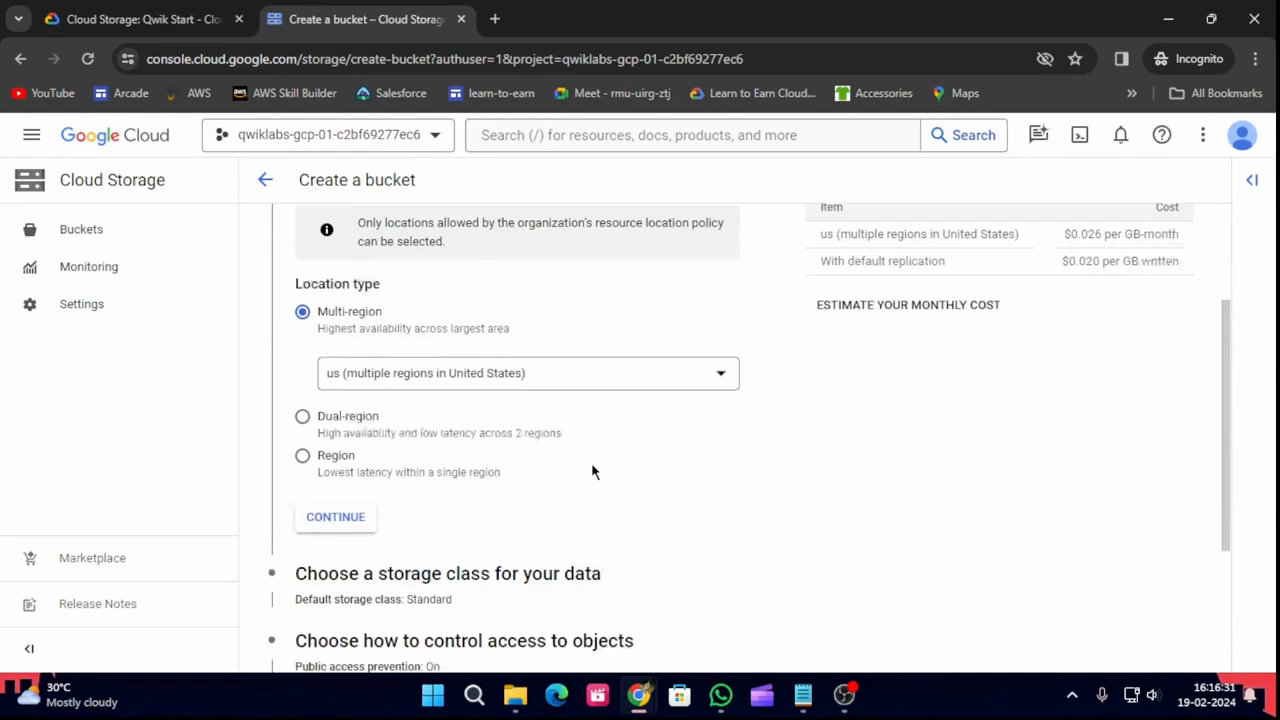 Cloud Storage: Qwik Start - Clo
Create a bucket – Cloud Storag
console.cloud.google.com/storage/create-bucket?authuser=1&project=qwiklabs-gcp-01-c2bf69277ec6
Incognito
YouTube
Arcade
AWS
AWS Skill Builder
Salesforce
learn-to-earn
Meet - rmu-uirg-ztj
Learn to Earn Cloud...
Accessories
Maps
»
All Bookmarks
Google Cloud
qwiklabs-gcp-01-c2bf69277ec6
Search (/) for resources, docs, products, and more
Search
Cloud Storage
Create a bucket
Buckets
Monitoring
Settings
Marketplace
Release Notes
Only locations allowed by the organization's resource location policy
can be selected.
Location type
Multi-region
Highest availability across largest area
us (multiple regions in United States)
Dual-region
High availability and low latency across 2 regions
Region
Lowest latency within a single region
CONTINUE
Choose a storage class for your data
Default storage class: Standard
Choose how to control access to objects
Public access prevention: On
Item Cost
us (multiple regions in United States) $0.026 per GB-month
With default replication $0.020 per GB written
ESTIMATE YOUR MONTHLY COST
30°C
Mostly cloudy
16:16:31
19-02-2024